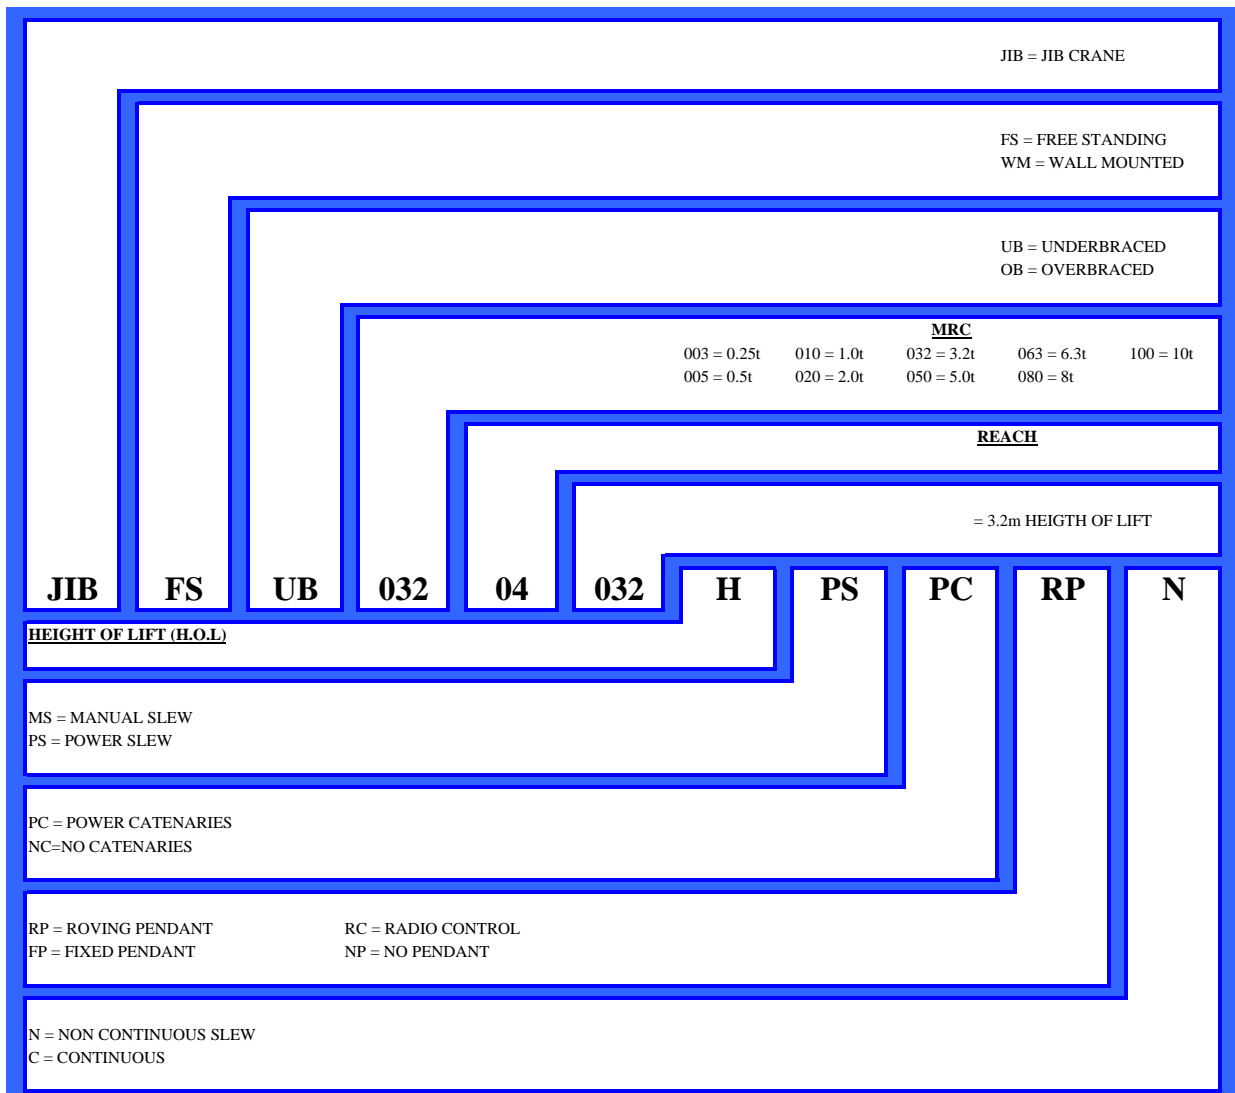 JIB = JIB CRANE
FS = FREE STANDING
WM = WALL MOUNTED
UB = UNDERBRACED
OB = OVERBRACED
MRC
003 = 0.25t 010 = 1.0t 032 = 3.2t 063 = 6.3t 100 = 10t
005 = 0.5t 020 = 2.0t 050 = 5.0t 080 = 8t
REACH
= 3.2m HEIGTH OF LIFT
JIB FS UB 032 04 032 H PS PC RP N
HEIGHT OF LIFT (H.O.L)
MS = MANUAL SLEW
PS = POWER SLEW
PC = POWER CATENARIES
NC=NO CATENARIES
RP = ROVING PENDANT RC = RADIO CONTROL
FP = FIXED PENDANT NP = NO PENDANT
N = NON CONTINUOUS SLEW
C = CONTINUOUS